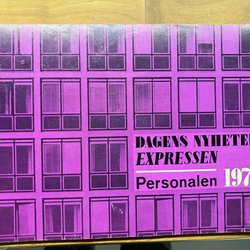 DAGENS NYHETE
EXPRESSEN
Personalen 197